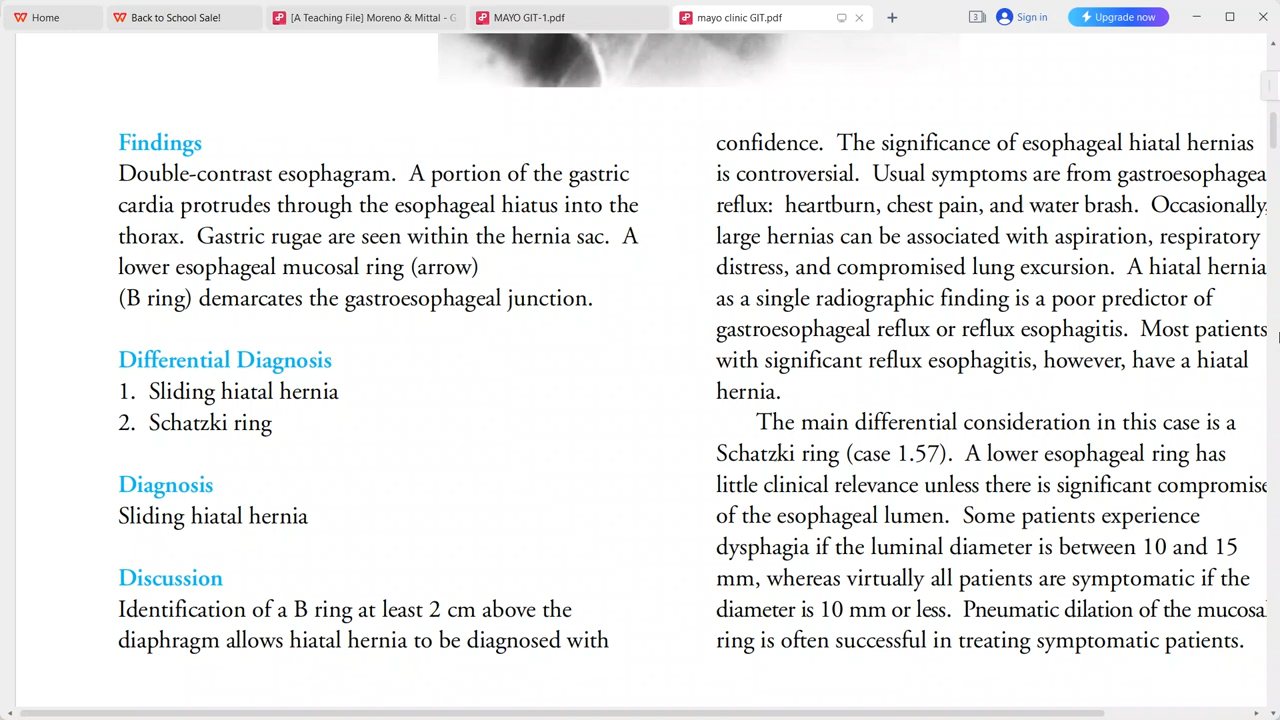 Home
Back to School Sale!
[A Teaching File] Moreno & Mittal - G
MAYO GIT-1.pdf
mayo clinic GIT.pdf
3
Sign in
Upgrade now
Findings
Double-contrast esophagram. A portion of the gastric
cardia protrudes through the esophageal hiatus into the
thorax. Gastric rugae are seen within the hernia sac. A
lower esophageal mucosal ring (arrow)
(B ring) demarcates the gastroesophageal junction.
Differential Diagnosis
1. Sliding hiatal hernia
2. Schatzki ring
Diagnosis
Sliding hiatal hernia
Discussion
Identification of a B ring at least 2 cm above the
diaphragm allows hiatal hernia to be diagnosed with
confidence. The significance of esophageal hiatal hernias
is controversial. Usual symptoms are from gastroesophagea
reflux: heartburn, chest pain, and water brash. Occasionally,
large hernias can be associated with aspiration, respiratory
distress, and compromised lung excursion. A hiatal hernia
as a single radiographic finding is a poor predictor of
gastroesophageal reflux or reflux esophagitis. Most patients
with significant reflux esophagitis, however, have a hiatal
hernia.
The main differential consideration in this case is a
Schatzki ring (case 1.57). A lower esophageal ring has
little clinical relevance unless there is significant compromise
of the esophageal lumen. Some patients experience
dysphagia if the luminal diameter is between 10 and 15
mm, whereas virtually all patients are symptomatic if the
diameter is 10 mm or less. Pneumatic dilation of the mucosal
ring is often successful in treating symptomatic patients.